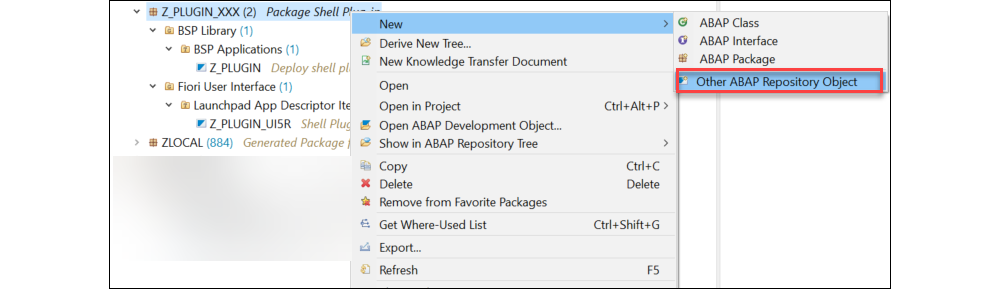 Z_PLUGIN_XXX (2) Package Shell Plug-in
BSP Library (1)
BSP Applications (1)
Z_PLUGIN Deploy shell
Fiori User Interface (1)
Launchpad App Descriptor
Z_PLUGIN_UI5R Shell
ZLOCAL (884) Generated Package
New
Derive New Tree...
New Knowledge Transfer Document
Open
Open in Project Ctrl+Alt+P
Open ABAP Development Object...
Show in ABAP Repository Tree
Copy Ctrl+C
Delete Delete
Remove from Favorite Packages
Get Where-Used List Ctrl+Shift+G
Export...
Refresh F5
ABAP Class
ABAP Interface
ABAP Package
Other ABAP Repository Object